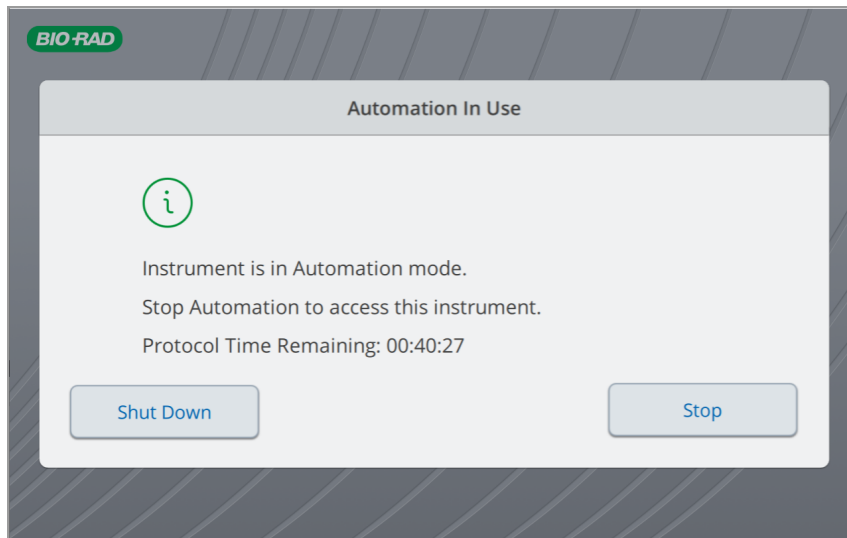 BIO-RAD
Automation In Use
Instrument is in Automation mode.
Stop Automation to access this instrument.
Protocol Time Remaining: 00:40:27
Shut Down
Stop